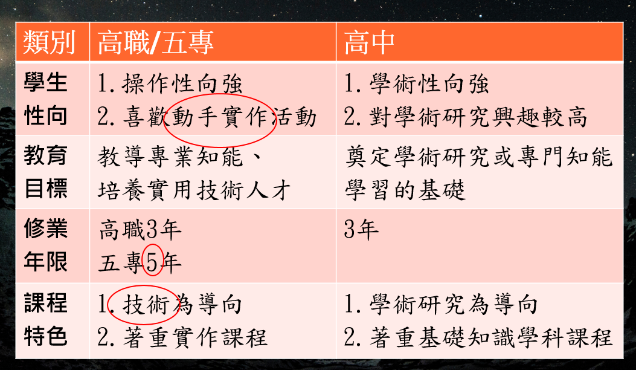 類別 高職/五專 高中
學生性向 1.操作性向強 1.學術性向強
2.喜歡動手實作活動 2.對學術研究興趣較高
教育目標 教導專業知能、 奠定學術研究或專門知能
培養實用技術人才 學習的基礎
修業年限 高職3年 3年
五專5年
課程特色 1.技術為導向 1.學術研究為導向
2.著重實作課程 2.著重基礎知識學科課程